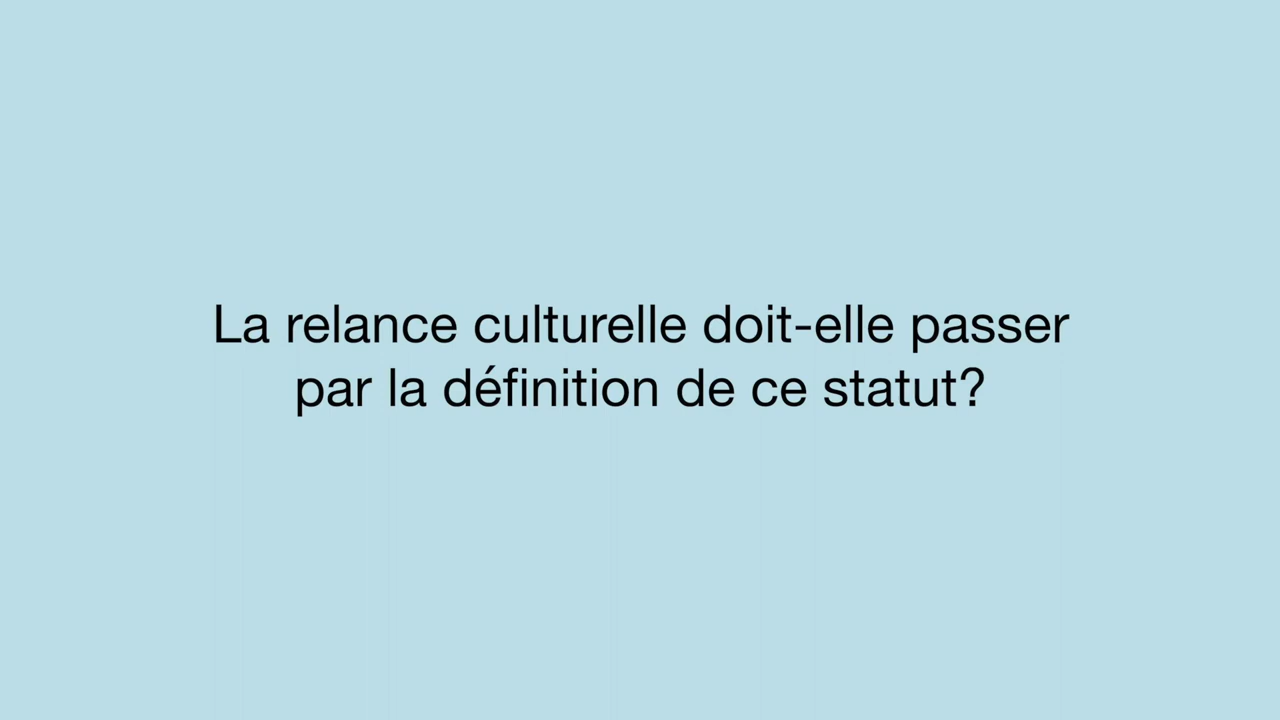 La relance culturelle doit-elle passer
par la définition de ce statut?